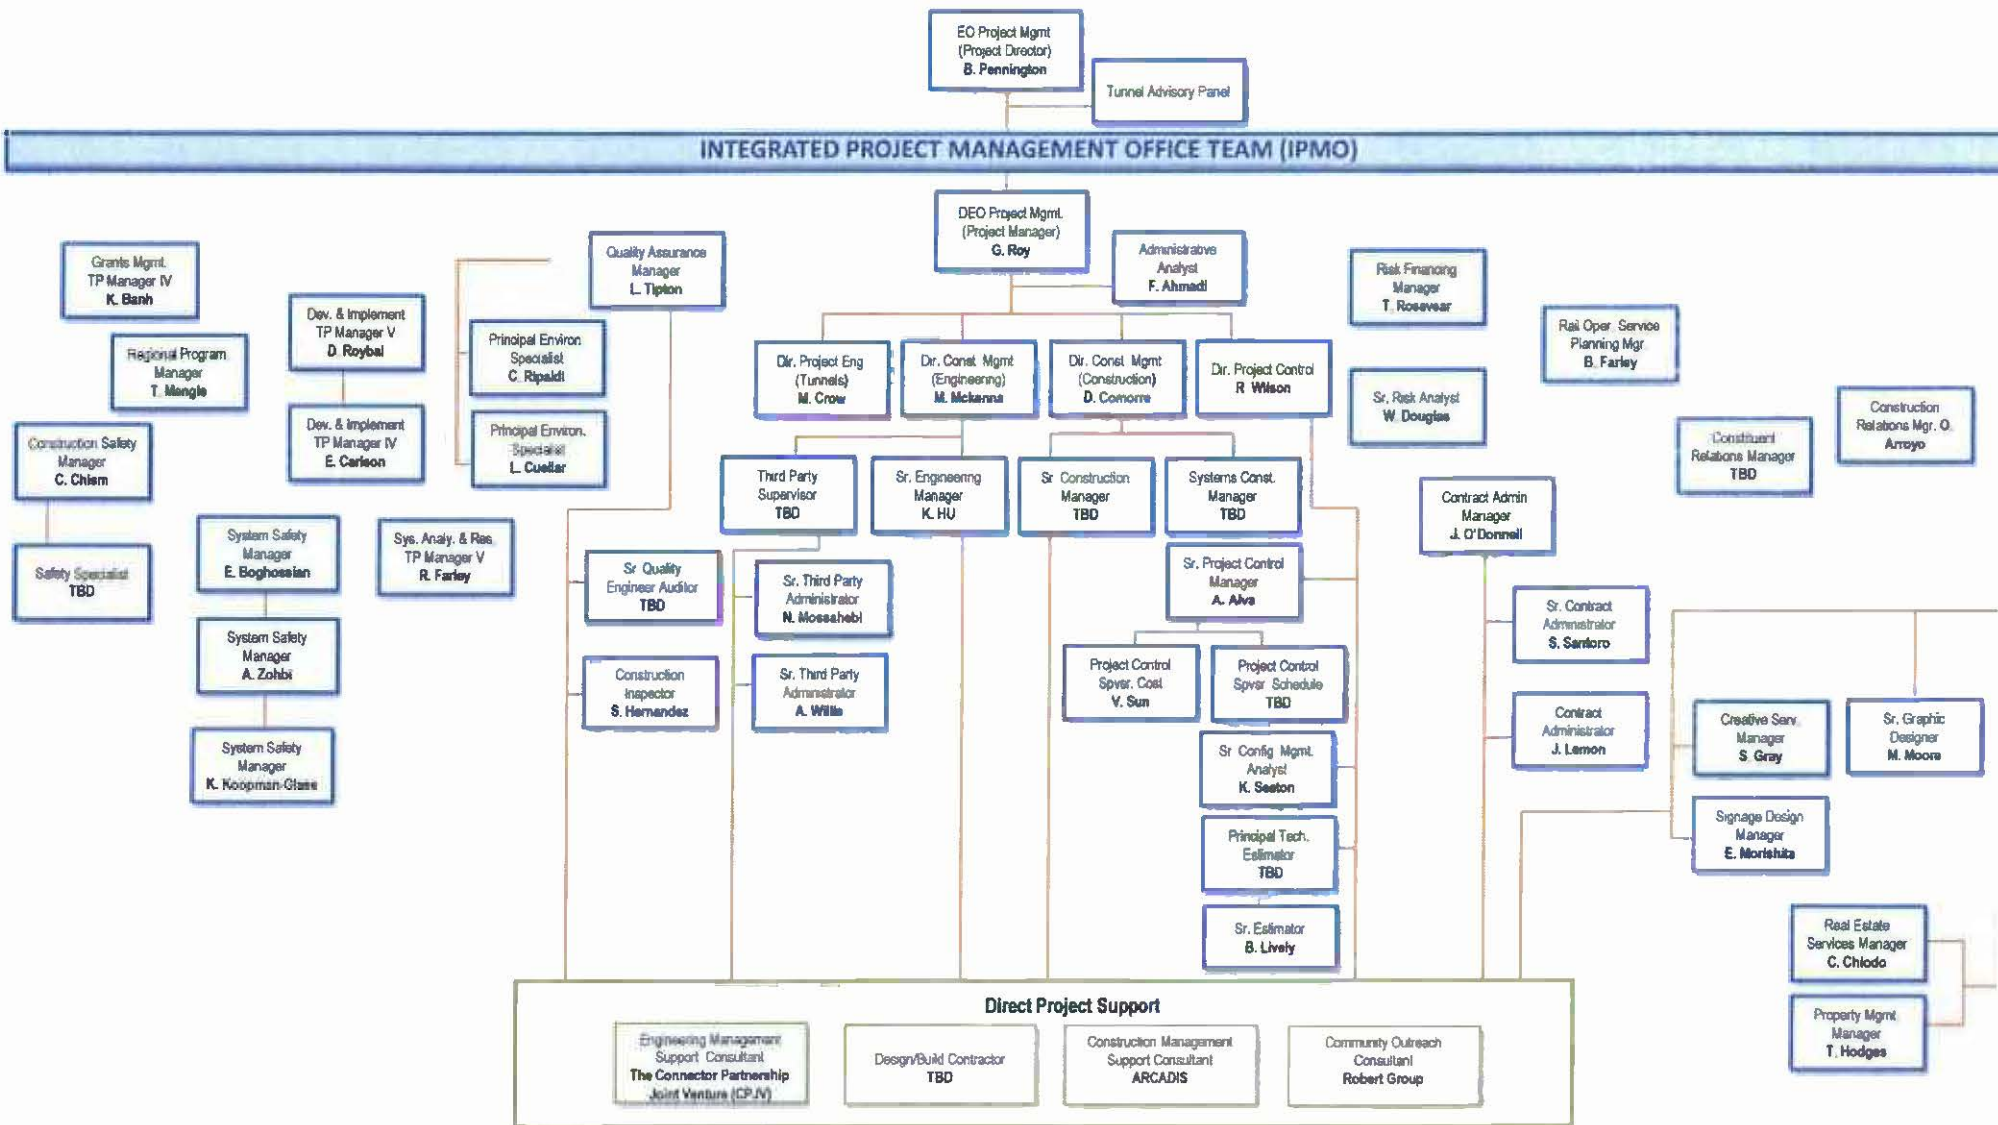 EO Project Mgmt
(Project Director)
B. Pennington
Tunnel Advisory Panel
INTEGRATED PROJECT MANAGEMENT OFFICE TEAM (IPMO)
DEO Project Mgmt.
(Project Manager)
G. Roy
Administrative
Analyst
F. Ahmadi
Quality Assurance
Manager
L. Tipton
Grants Mgmt.
TP Manager IV
K. Banh
Regional Program
Manager
T. Mengle
Dev. & Implement
TP Manager V
D. Roybal
Dev. & Implement
TP Manager IV
E. Carlson
Principal Environ
Specialist
C. Ripaldi
Principal Environ.
Specialist
L. Cuellar
Construction Safety
Manager
C. Chism
Safety Specialist
TBD
System Safety
Manager
E. Boghossian
System Safety
Manager
A. Zohbi
System Safety
Manager
K. Koopman-Glass
Sys. Analy. & Res
TP Manager V
R. Farley
Dir. Project Eng
(Tunnels)
M. Crow
Dir. Const Mgmt
(Engineering)
M. Mckenna
Dir. Const Mgmt
(Construction)
D. Comorre
Dir. Project Control
R Wilson
Risk Financing
Manager
T. Rosevear
Sr. Risk Analyst
W. Douglas
Rail Oper. Service
Planning Mgr
B. Farley
Constituent
Relations Manager
TBD
Construction
Relations Mgr. O.
Arroyo
Third Party
Supervisor
TBD
Sr. Engineering
Manager
K. HU
Sr Construction
Manager
TBD
Systems Const.
Manager
TBD
Contract Admin
Manager
J. O'Donnell
Sr Quality
Engineer Auditor
TBD
Construction
Inspector
S. Hernandez
Sr. Third Party
Administrator
N. Mossahebi
Sr. Third Party
Administrator
A. Willis
Sr. Project Control
Manager
A. Alva
Project Control
Spvsr. Cost
V. Sun
Project Control
Spvsr Schedule
TBD
Sr Config Mgmt.
Analyst
K. Seaton
Principal Tech.
Estimator
TBD
Sr. Estimator
B. Lively
Sr. Contract
Administrator
S. Santoro
Contract
Administrator
J. Lemon
Creative Serv.
Manager
S. Gray
Sr. Graphic
Designer
M. Moore
Signage Design
Manager
E. Morishita
Real Estate
Services Manager
C. Chiodo
Property Mgmt
Manager
T. Hodges
Direct Project Support
Engineering Management
Support Consultant
The Connector Partnership
Joint Venture (CPJV)
Design/Build Contractor
TBD
Construction Management
Support Consultant
ARCADIS
Community Outreach
Consultant
Robert Group